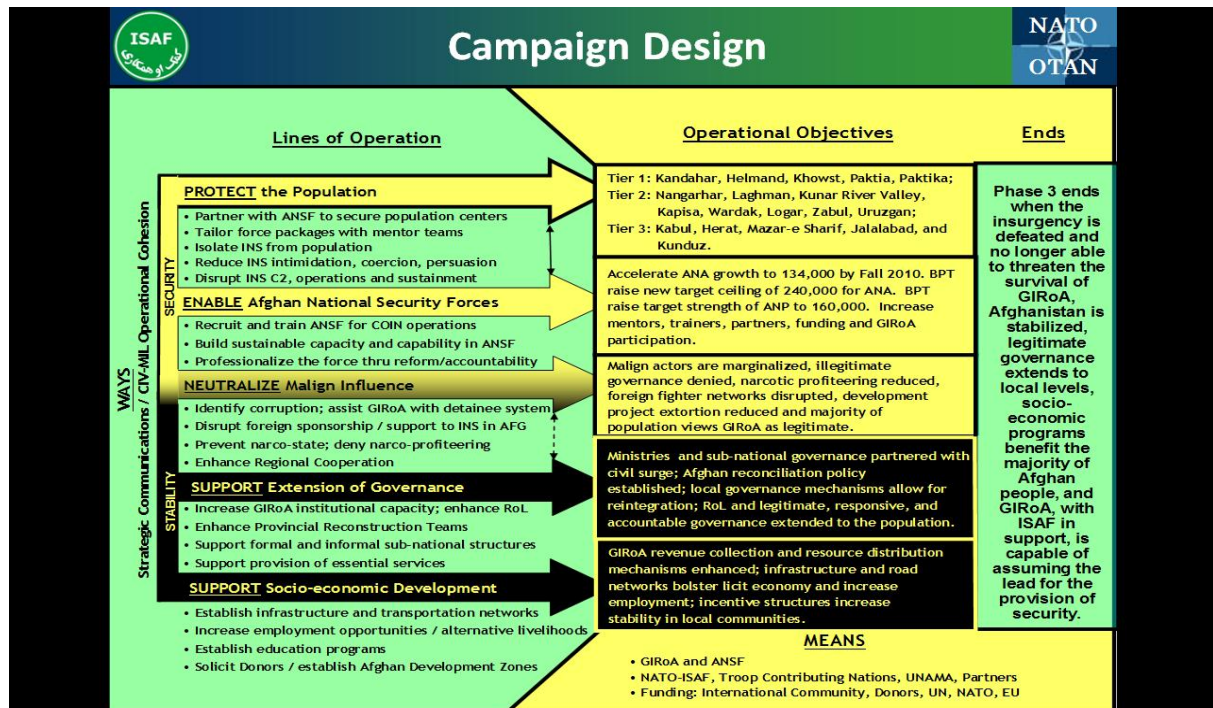 ISAF
کمک او همکاری
Campaign Design
NATO
OTAN
WAYS
Strategic Communications / CIV-MIL Operational Cohesion
SECURITY
STABILITY
Lines of Operation
PROTECT the Population
• Partner with ANSF to secure population centers
• Tailor force packages with mentor teams
• Isolate INS from population
• Reduce INS intimidation, coercion, persuasion
• Disrupt INS C2, operations and sustainment
ENABLE Afghan National Security Forces
• Recruit and train ANSF for COIN operations
• Build sustainable capacity and capability in ANSF
• Professionalize the force thru reform/accountability
NEUTRALIZE Malign Influence
• Identify corruption; assist GIRoA with detainee system
• Disrupt foreign sponsorship / support to INS in AFG
• Prevent narco-state; deny narco-profiteering
• Enhance Regional Cooperation
SUPPORT Extension of Governance
• Increase GIRoA institutional capacity; enhance RoL
• Enhance Provincial Reconstruction Teams
• Support formal and informal sub-national structures
• Support provision of essential services
SUPPORT Socio-economic Development
• Establish infrastructure and transportation networks
• Increase employment opportunities / alternative livelihoods
• Establish education programs
• Solicit Donors / establish Afghan Development Zones
Operational Objectives
Tier 1: Kandahar, Helmand, Khowst, Paktia, Paktika;
Tier 2: Nangarhar, Laghman, Kunar River Valley,
Kapisa, Wardak, Logar, Zabul, Uruzgan;
Tier 3: Kabul, Herat, Mazar-e Sharif, Jalalabad, and
Kunduz.
Accelerate ANA growth to 134,000 by Fall 2010. BPT
raise new target ceiling of 240,000 for ANA. BPT
raise target strength of ANP to 160,000. Increase
mentors, trainers, partners, funding and GIRoA
participation.
Malign actors are marginalized, illegitimate
governance denied, narcotic profiteering reduced,
foreign fighter networks disrupted, development
project extortion reduced and majority of
population views GIRoA as legitimate.
Ministries and sub-national governance partnered with
civil surge; Afghan reconciliation policy
established; local governance mechanisms allow for
reintegration; RoL and legitimate, responsive, and
accountable governance extended to the population.
GIRoA revenue collection and resource distribution
mechanisms enhanced; infrastructure and road
networks bolster licit economy and increase
employment; incentive structures increase
stability in local communities.
MEANS
• GIRoA and ANSF
• NATO-ISAF, Troop Contributing Nations, UNAMA, Partners
• Funding: International Community, Donors, UN, NATO, EU
Ends
Phase 3 ends
when the
insurgency is
defeated and
no longer able
to threaten the
survival of
GIRoA,
Afghanistan is
stabilized,
legitimate
governance
extends to
local levels,
socio-
economic
programs
benefit the
majority of
Afghan
people, and
GIRoA, with
ISAF in
support, is
capable of
assuming the
lead for the
provision of
security.